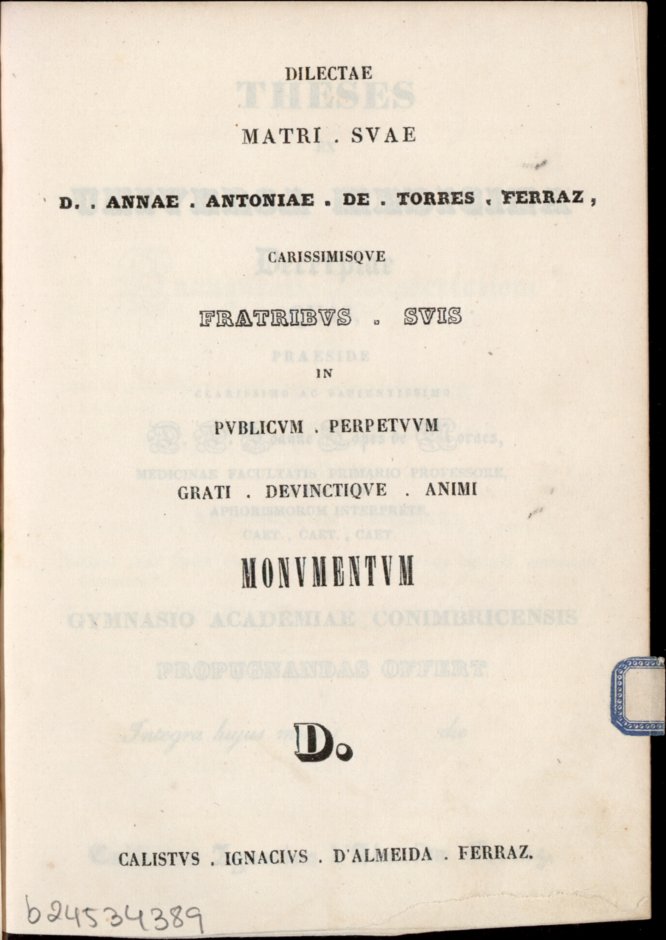 DILECTAE
MATRI . SVAE
D. . ANNAE . ANTONIAE . DE . TORRES . FERRAZ ,
CARISSIMISQVE
FRATRIBVS . SVIS
IN
PVBLICVM . PERPETVVM
GRATI . DEVINCTIQVE . ANIMI
MONVMENTVM
D.
CALISTVS . IGNACIVS . D'ALMEIDA . FERRAZ.
b24534389